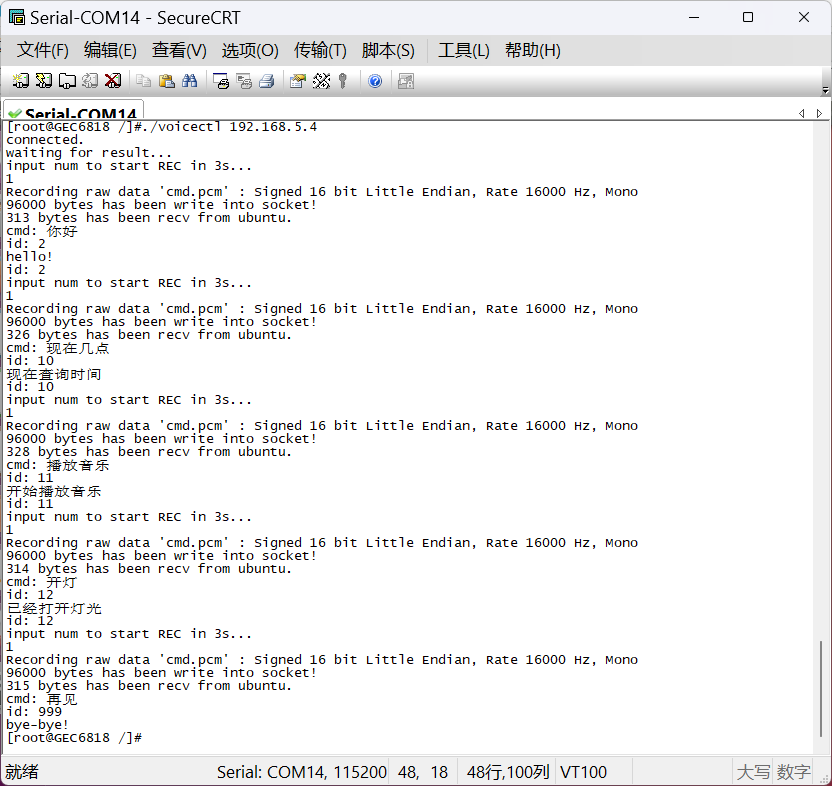 Serial-COM14 - SecureCRT
文件(F) 编辑(E) 查看(V) 选项(O) 传输(T) 脚本(S) 工具(L) 帮助(H)
Serial-COM14
[root@GEC6818 /]#./voicectl 192.168.5.4
connected.
waiting for result...
input num to start REC in 3s...
1
Recording raw data 'cmd.pcm' : Signed 16 bit Little Endian, Rate 16000 Hz, Mono
96000 bytes has been write into socket!
313 bytes has been recv from ubuntu.
cmd: 你好
id: 2
hello!
id: 2
input num to start REC in 3s...
1
Recording raw data 'cmd.pcm' : Signed 16 bit Little Endian, Rate 16000 Hz, Mono
96000 bytes has been write into socket!
326 bytes has been recv from ubuntu.
cmd: 现在几点
id: 10
现在查询时间
id: 10
input num to start REC in 3s...
1
Recording raw data 'cmd.pcm' : Signed 16 bit Little Endian, Rate 16000 Hz, Mono
96000 bytes has been write into socket!
328 bytes has been recv from ubuntu.
cmd: 播放音乐
id: 11
开始播放音乐
id: 11
input num to start REC in 3s...
1
Recording raw data 'cmd.pcm' : Signed 16 bit Little Endian, Rate 16000 Hz, Mono
96000 bytes has been write into socket!
314 bytes has been recv from ubuntu.
cmd: 开灯
id: 12
已经打开灯光
id: 12
input num to start REC in 3s...
1
Recording raw data 'cmd.pcm' : Signed 16 bit Little Endian, Rate 16000 Hz, Mono
96000 bytes has been write into socket!
315 bytes has been recv from ubuntu.
cmd: 再见
id: 999
bye-bye!
[root@GEC6818 /]#
就绪 Serial: COM14, 115200 48, 18 48行,100列 VT100 大写 数字